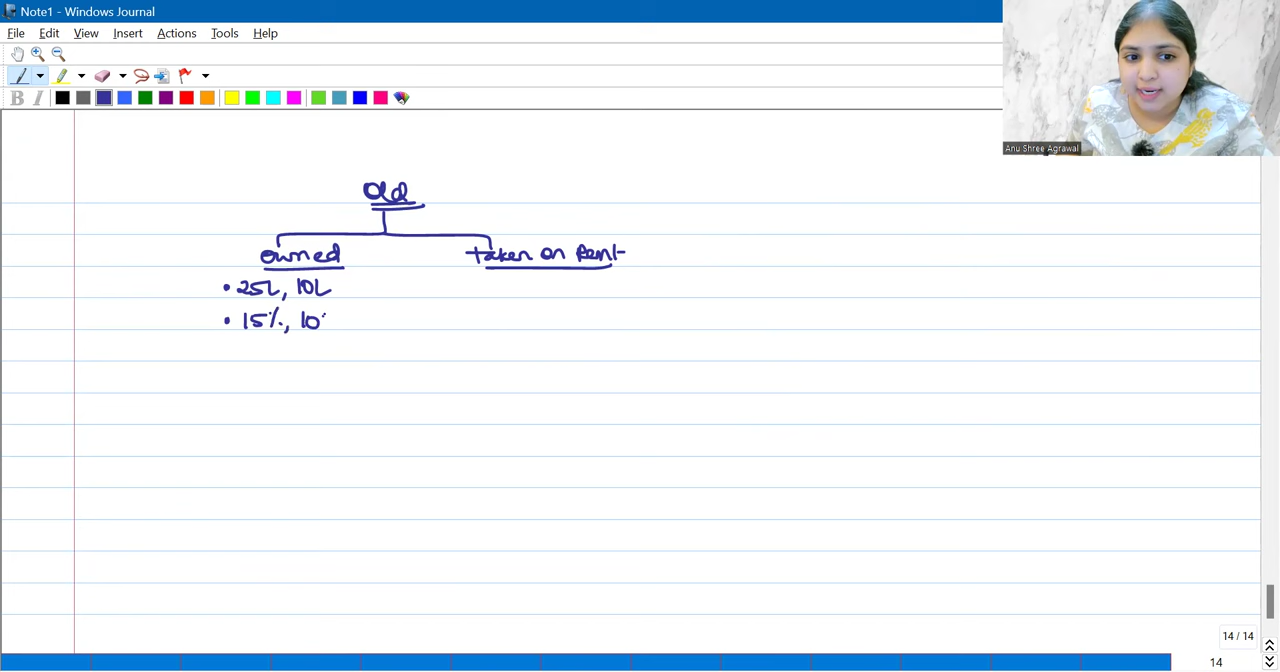 Note1 - Windows Journal
File Edit View Insert Actions Tools Help
B I
Anu Shree Agrawal
Old
owned taken on Rent
• 25L, 10L
• 15%, 10
14 / 14
14